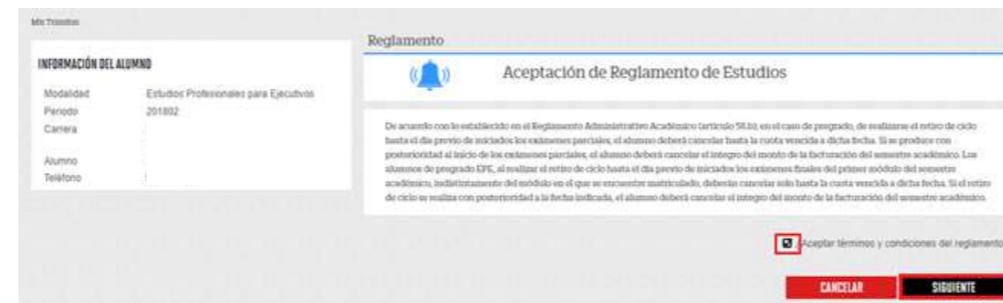 Mis Trámites
INFORMACIÓN DEL ALUMNO
Modalidad Estudios Profesionales para Ejecutivos
Periodo 201802
Carrera
Alumno
Teléfono
Reglamento
Aceptación de Reglamento de Estudios
De acuerdo con lo establecido en el Reglamento Administrativo Académico (artículo 58.b), en el caso de pregrado, de realizarse el retiro de ciclo
hasta el día previo de iniciados los exámenes parciales, el alumno deberá cancelar hasta la cuota vencida a dicha fecha. Si se produce con
posterioridad al inicio de los exámenes parciales, el alumno deberá cancelar el íntegro del monto de la facturación del semestre académico. Los
alumnos de pregrado EPE, al realizar el retiro de ciclo hasta el día previo de iniciados los exámenes finales del primer módulo del semestre
académico, indistintamente del módulo en el que se encuentre matriculado, deberán cancelar solo hasta la cuota vencida a dicha fecha. Si el retiro
de ciclo se realiza con posterioridad a la fecha indicada, el alumno deberá cancelar el íntegro del monto de la facturación del semestre académico.
Aceptar términos y condiciones del reglamento
CANCELAR SIGUIENTE